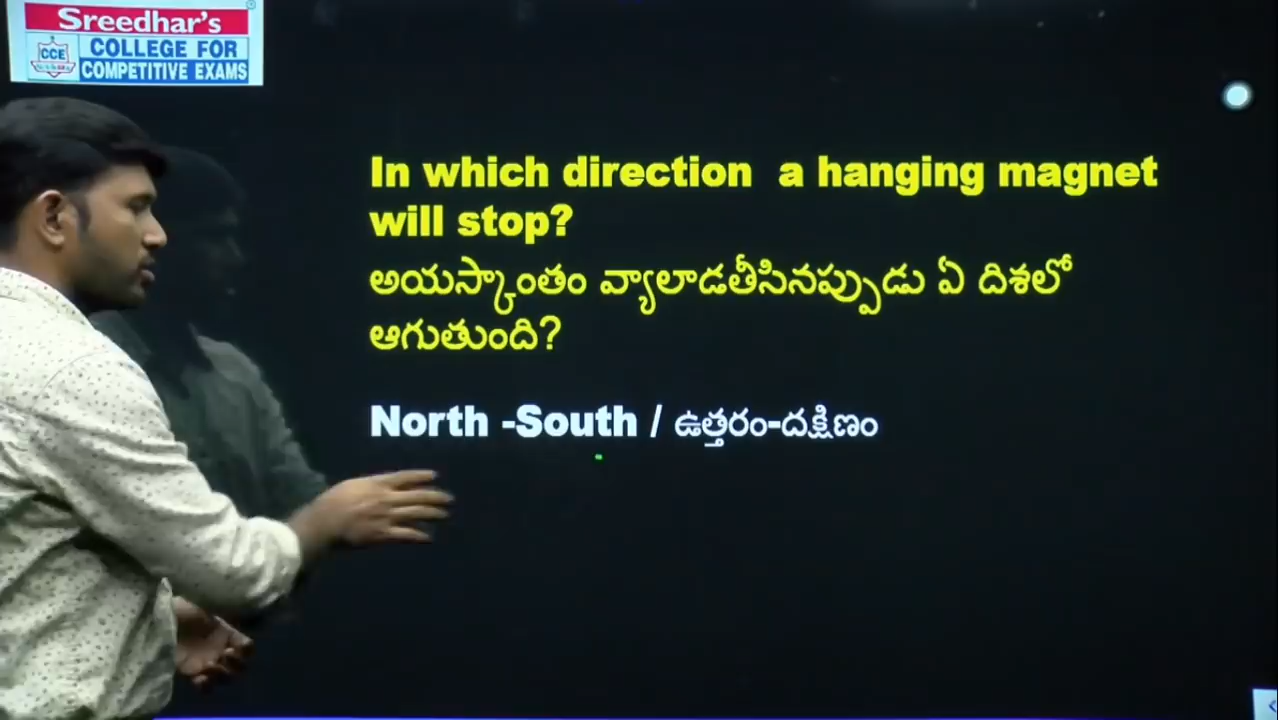 Sreedhar's
CCE
COLLEGE FOR
COMPETITIVE EXAMS
In which direction a hanging magnet
will stop?
అయస్కాంతం వ్యాలాడతీసినప్పుడు ఏ దిశలో
ఆగుతుంది?
North -South / ఉత్తరం-దక్షిణం